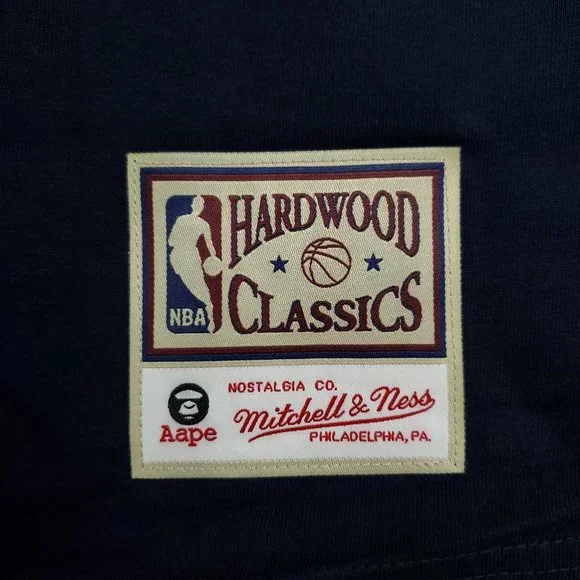 HARDWOOD
CLASSICS
NBA
NOSTALGIA CO.
Mitchell & Ness
PHILADELPHIA, PA.
Aape